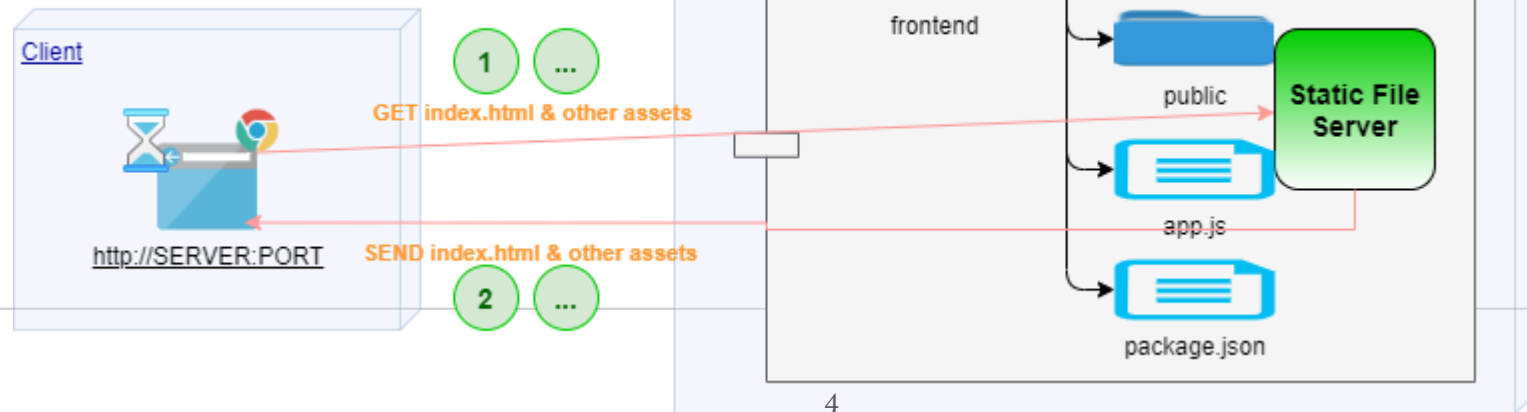 Client
1
...
GET index.html & other assets
http://SERVER:PORT
SEND index.html & other assets
2
...
frontend
public
Static File
Server
app.js
package.json
4